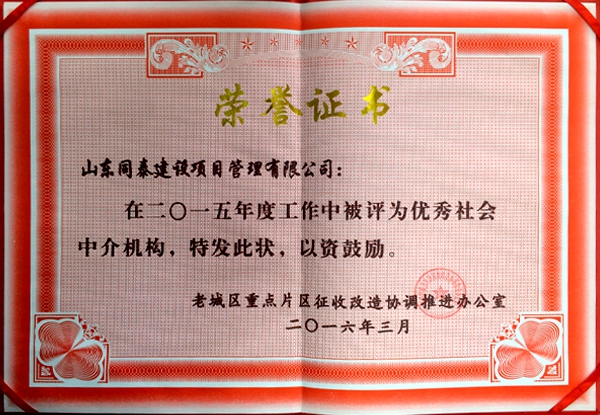 荣誉证书
山东同泰建设项目管理有限公司：
在二〇一五年度工作中被评为优秀社会
中介机构，特发此状，以资鼓励。
老城区重点片区征收改造协调推进办公室
二〇一六年三月